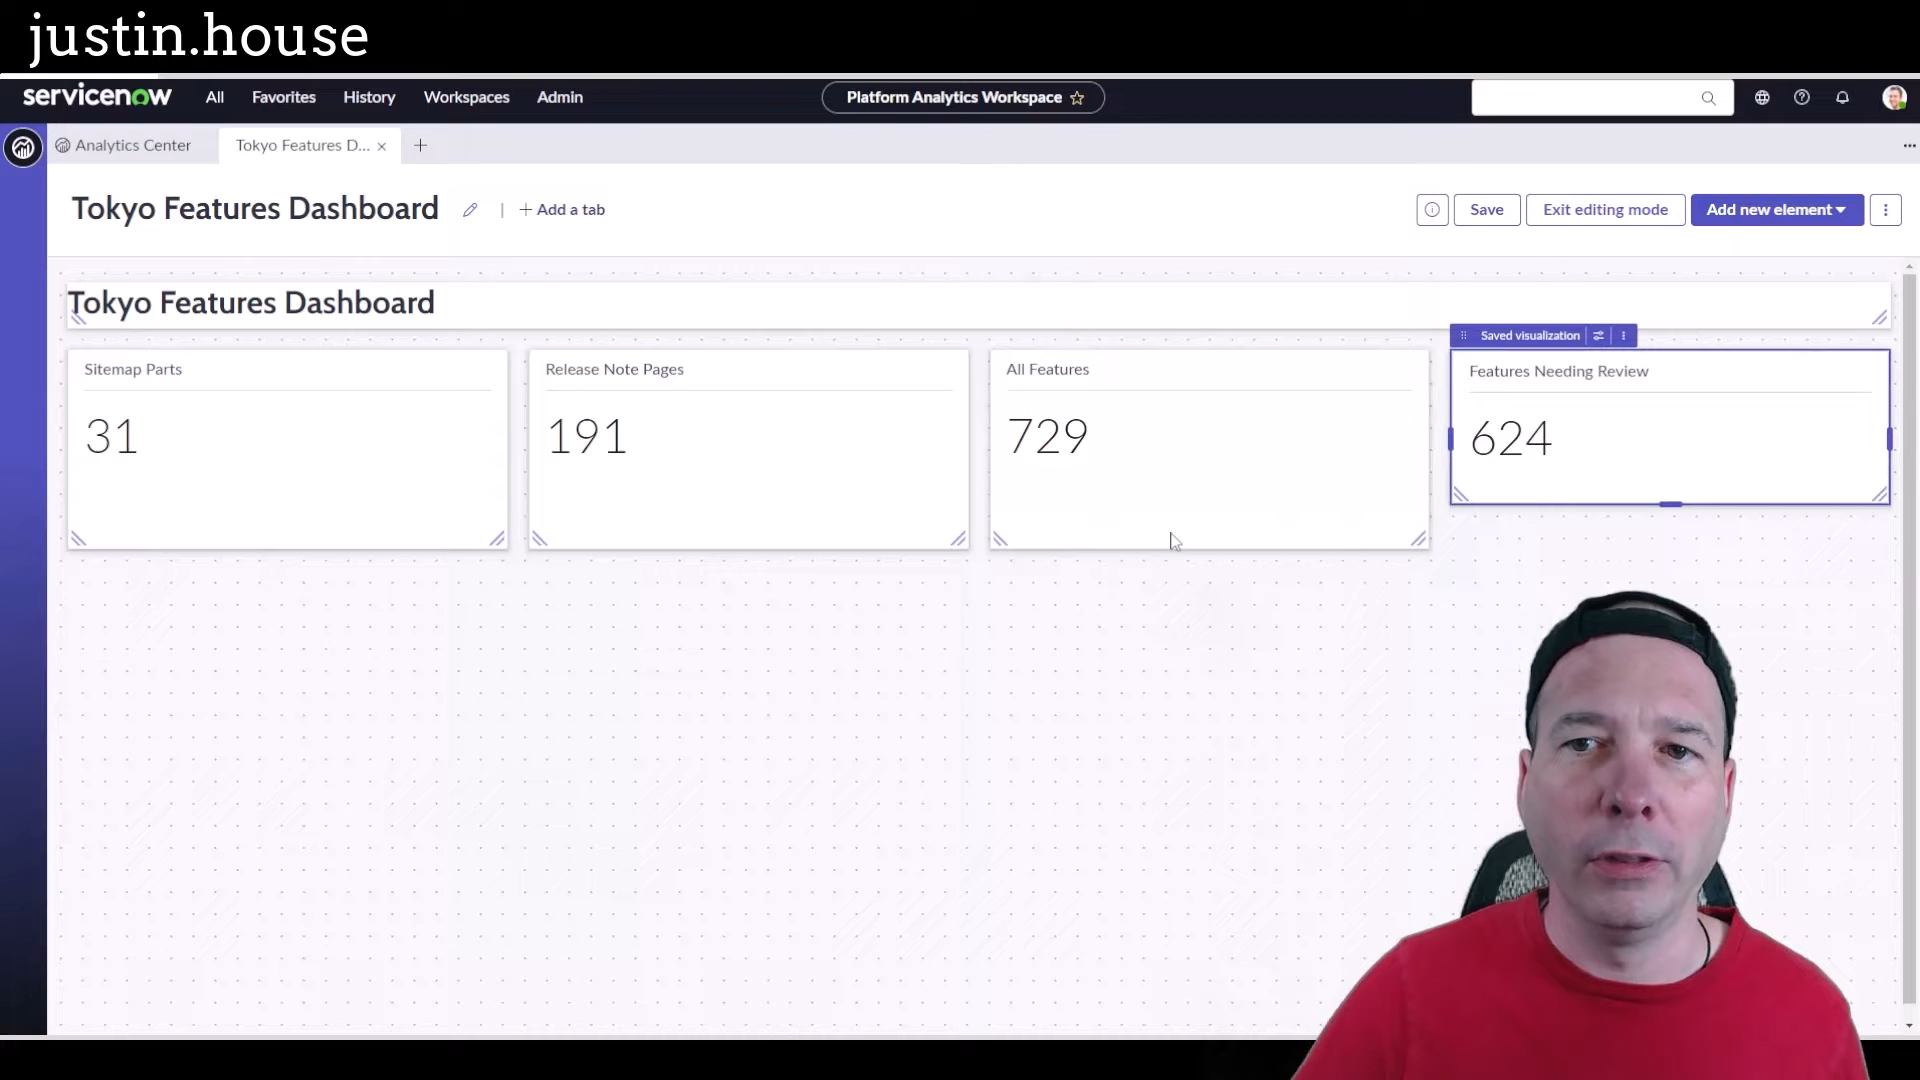 justin.house
servicenow All Favorites History Workspaces Admin Platform Analytics Workspace
Analytics Center Tokyo Features D...
Tokyo Features Dashboard Add a tab Save Exit editing mode Add new element
Tokyo Features Dashboard
Saved visualization
Sitemap Parts Release Note Pages All Features Features Needing Review
31 191 729 624